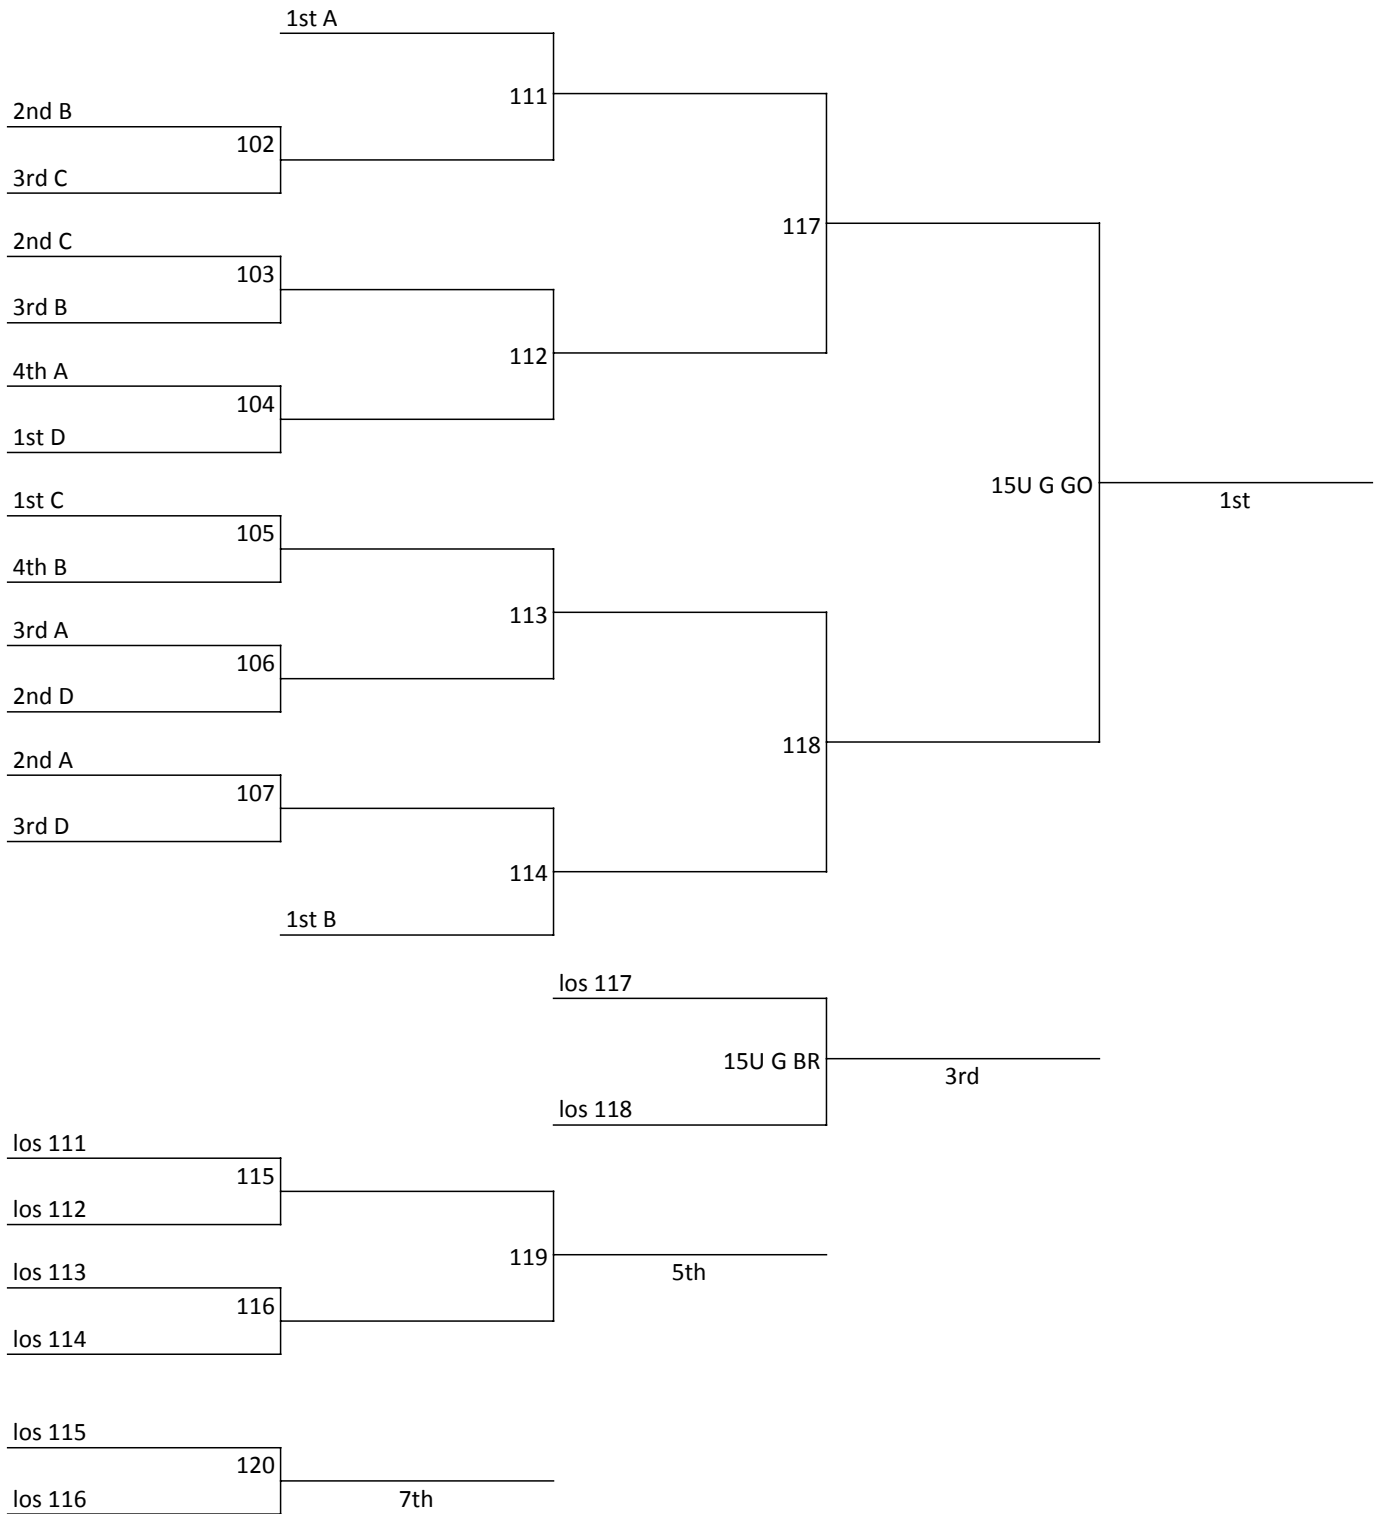 1st A
111
2nd B
102
3rd C
2nd C
117
103
3rd B
112
4th A
104
1st D
15U G GO
1st
1st C
105
4th B
113
3rd A
106
2nd D
118
2nd A
107
3rd D
114
1st B
los 117
15U G BR
3rd
los 118
los 111
115
los 112
119
5th
los 113
116
los 114
los 115
120
los 116
7th